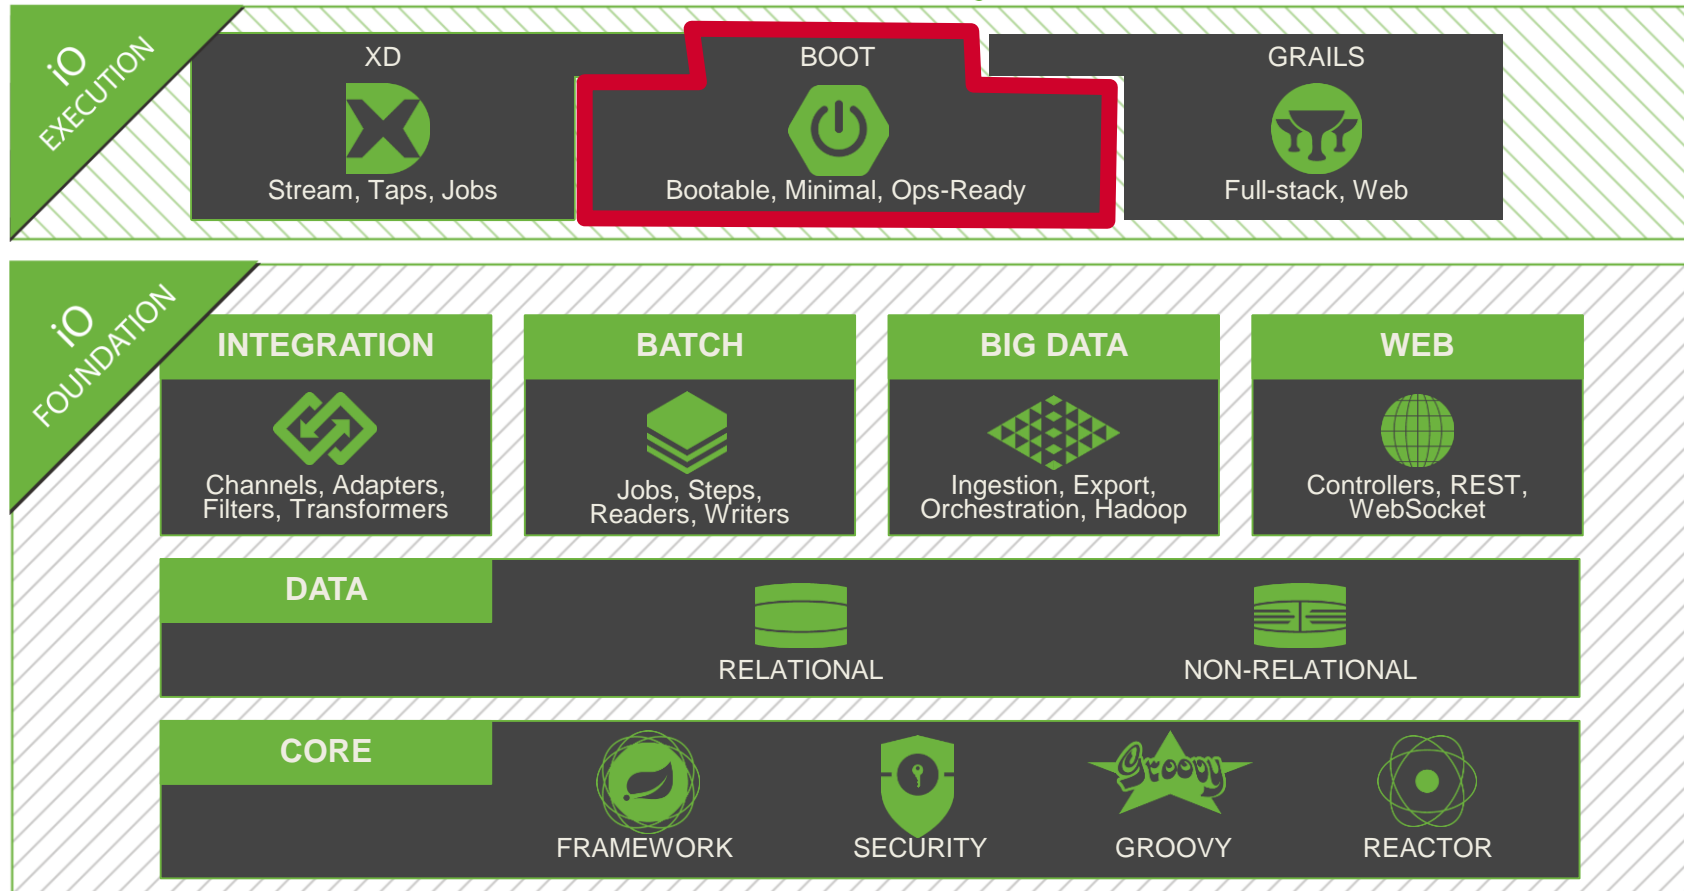 iO
EXECUTION
XD
BOOT
GRAILS
Stream, Taps, Jobs
Bootable, Minimal, Ops-Ready
Full-stack, Web
iO
FOUNDATION
INTEGRATION
BATCH
BIG DATA
WEB
Channels, Adapters,
Filters, Transformers
Jobs, Steps,
Readers, Writers
Ingestion, Export,
Orchestration, Hadoop
Controllers, REST,
WebSocket
DATA
RELATIONAL
NON-RELATIONAL
CORE
Groovy
FRAMEWORK
SECURITY
GROOVY
REACTOR